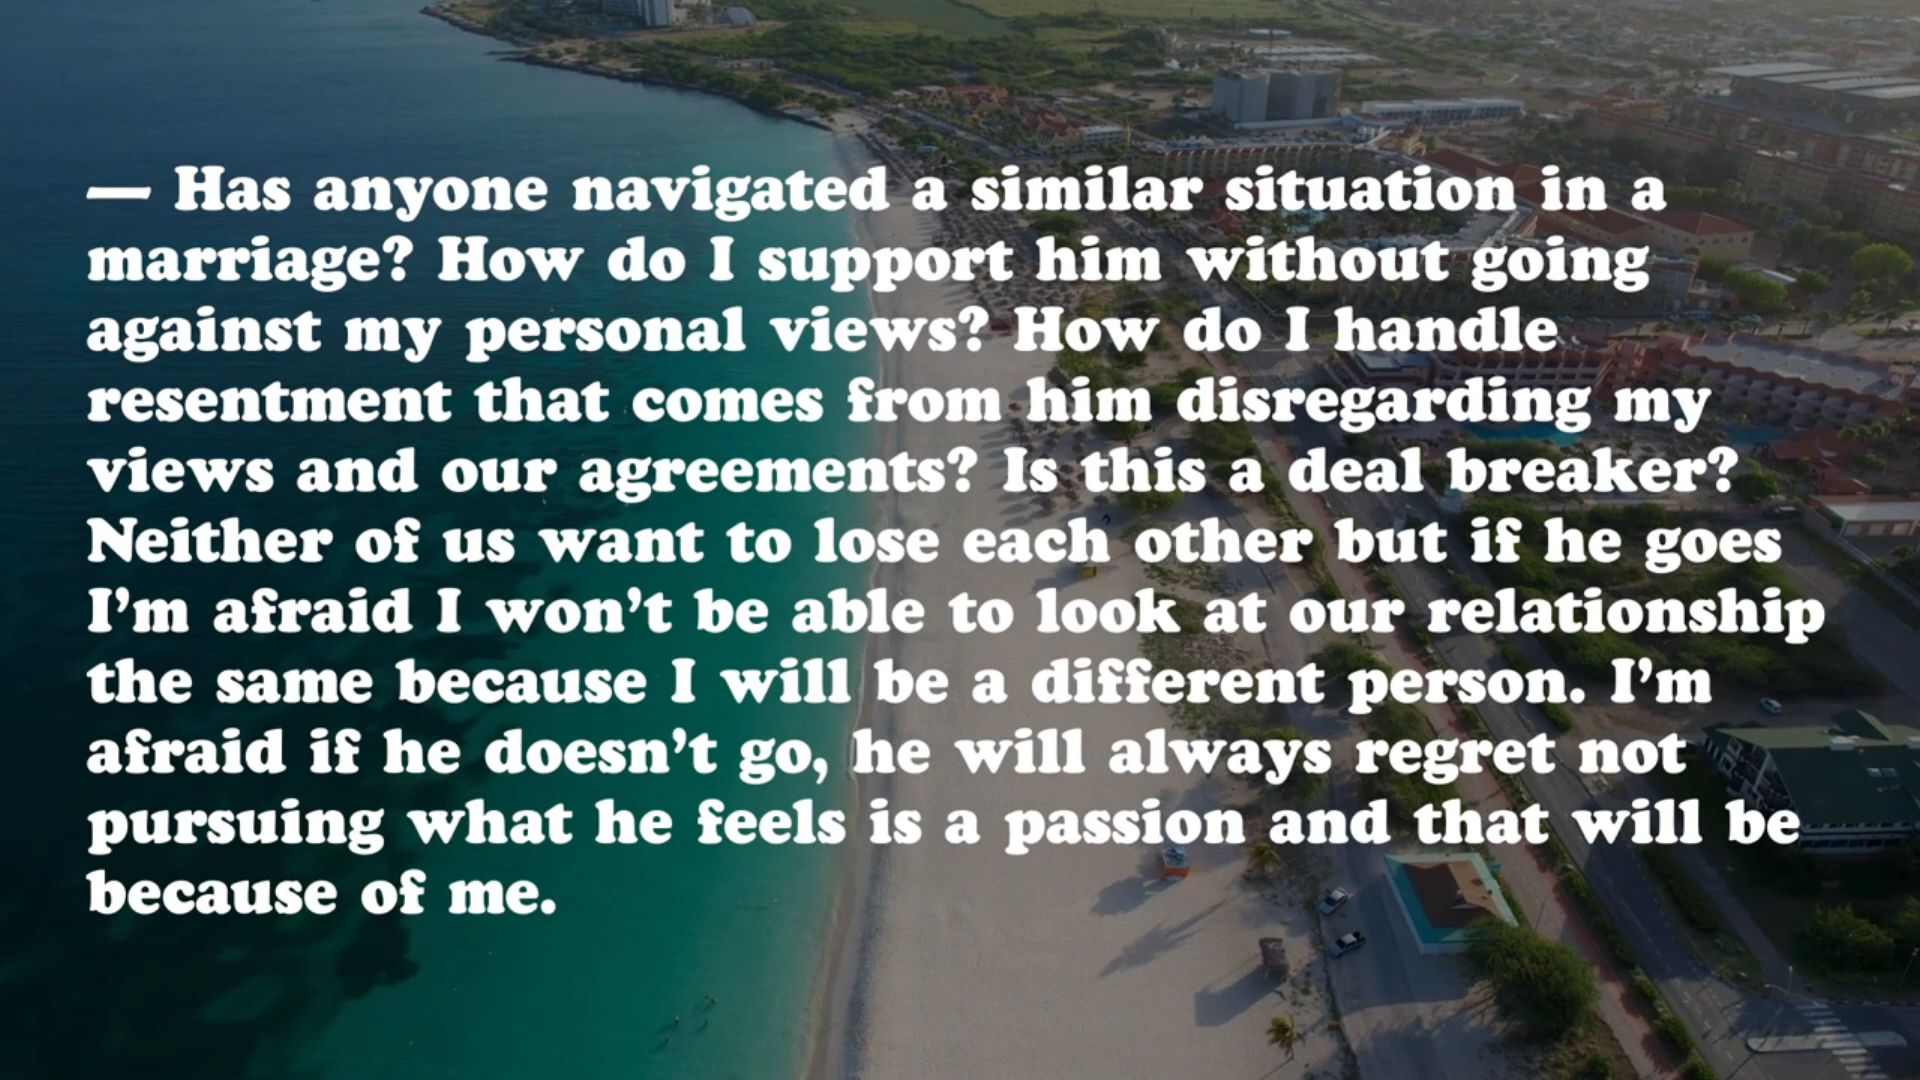 — Has anyone navigated a similar situation in a
marriage? How do I support him without going
against my personal views? How do I handle
resentment that comes from him disregarding my
views and our agreements? Is this a deal breaker?
Neither of us want to lose each other but if he goes
I’m afraid I won’t be able to look at our relationship
the same because I will be a different person. I’m
afraid if he doesn’t go, he will always regret not
pursuing what he feels is a passion and that will be
because of me.